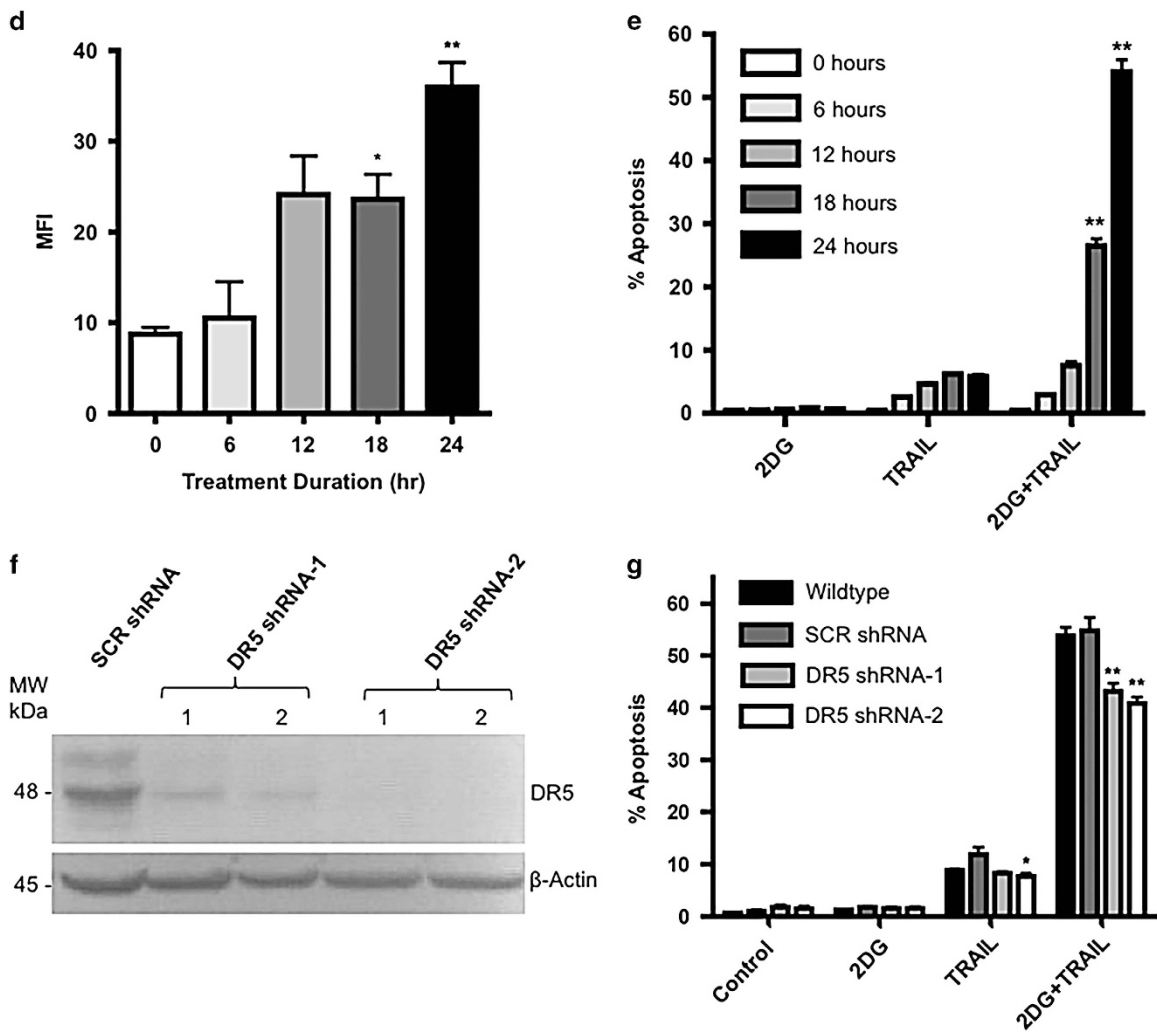 d
40
30
20
10
0
MFI
**
*
0 6 12 18 24
Treatment Duration (hr)
e
60
50
40
30
20
10
0
% Apoptosis
0 hours
6 hours
12 hours
18 hours
24 hours
**
**
2DG TRAIL 2DG+TRAIL
f
SCR shRNA DR5 shRNA-1 DR5 shRNA-2
MW
kDa
1 2 1 2
48 - DR5
45 - β-Actin
g
60
50
40
30
20
10
0
% Apoptosis
Wildtype
SCR shRNA
DR5 shRNA-1
DR5 shRNA-2
** **
*
Control 2DG TRAIL 2DG+TRAIL